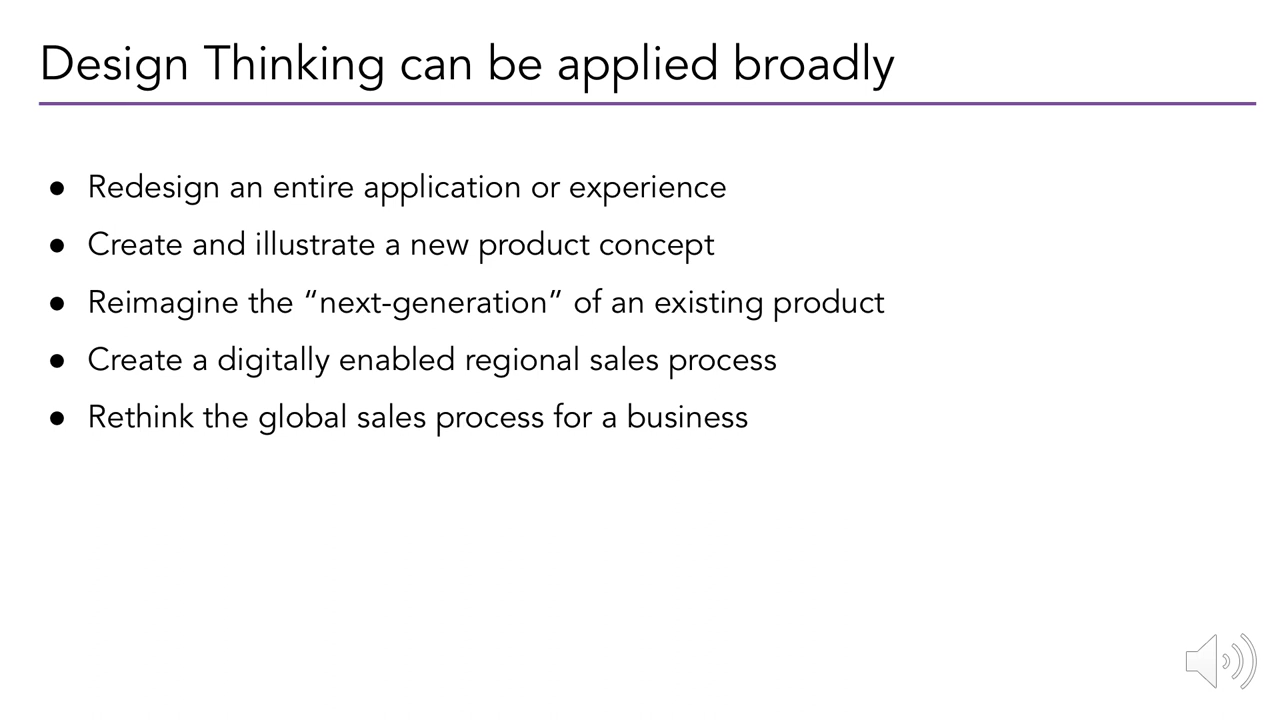 Design Thinking can be applied broadly
● Redesign an entire application or experience
● Create and illustrate a new product concept
● Reimagine the “next-generation” of an existing product
● Create a digitally enabled regional sales process
● Rethink the global sales process for a business